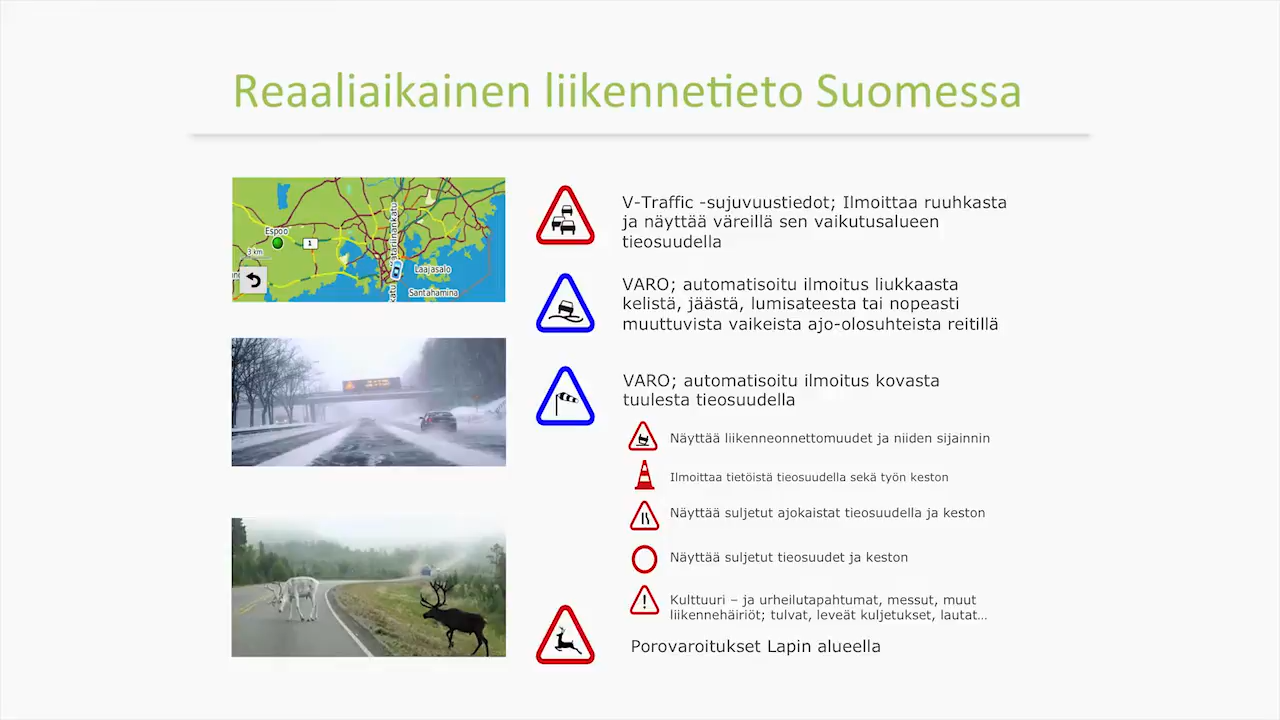 Reaaliaikainen liikennetieto Suomessa
Espoo
1
3 km
Laajasalo
Santahamina
V-Traffic -sujuvuustiedot; Ilmoittaa ruuhkasta
ja näyttää väreillä sen vaikutusalueen
tieosuudella
VARO; automatisoitu ilmoitus liukkaasta
kelistä, jäästä, lumisateesta tai nopeasti
muuttuvista vaikeista ajo-olosuhteista reitillä
VARO; automatisoitu ilmoitus kovasta
tuulesta tieosuudella
Näyttää liikenneonnettomuudet ja niiden sijainnin
Ilmoittaa tietöistä tieosuudella sekä työn keston
Näyttää suljetut ajokaistat tieosuudella ja keston
Näyttää suljetut tieosuudet ja keston
Kulttuuri – ja urheilutapahtumat, messut, muut
liikennehäiriöt; tulvat, leveät kuljetukset, lautat…
Porovaroitukset Lapin alueella